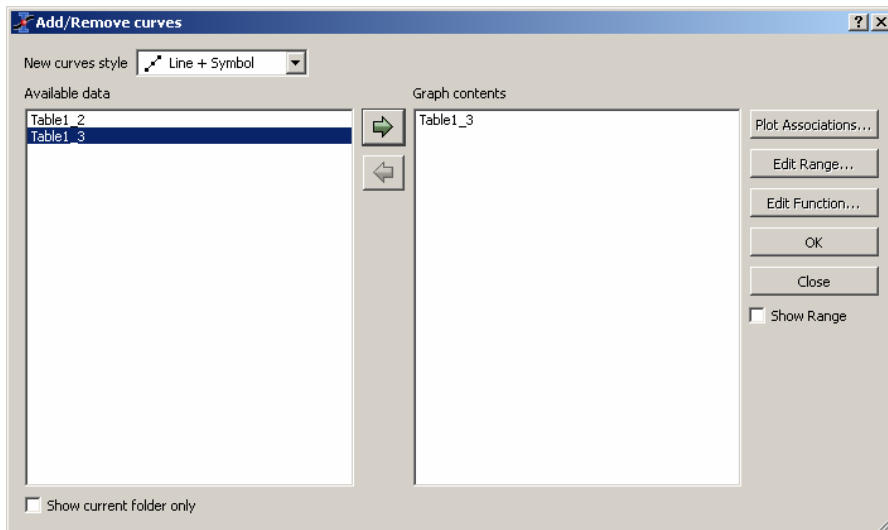 Add/Remove curves
New curves style Line + Symbol
Available data
Graph contents
Table1_2
Table1_3
Table1_3
Plot Associations...
Edit Range...
Edit Function...
OK
Close
Show Range
Show current folder only